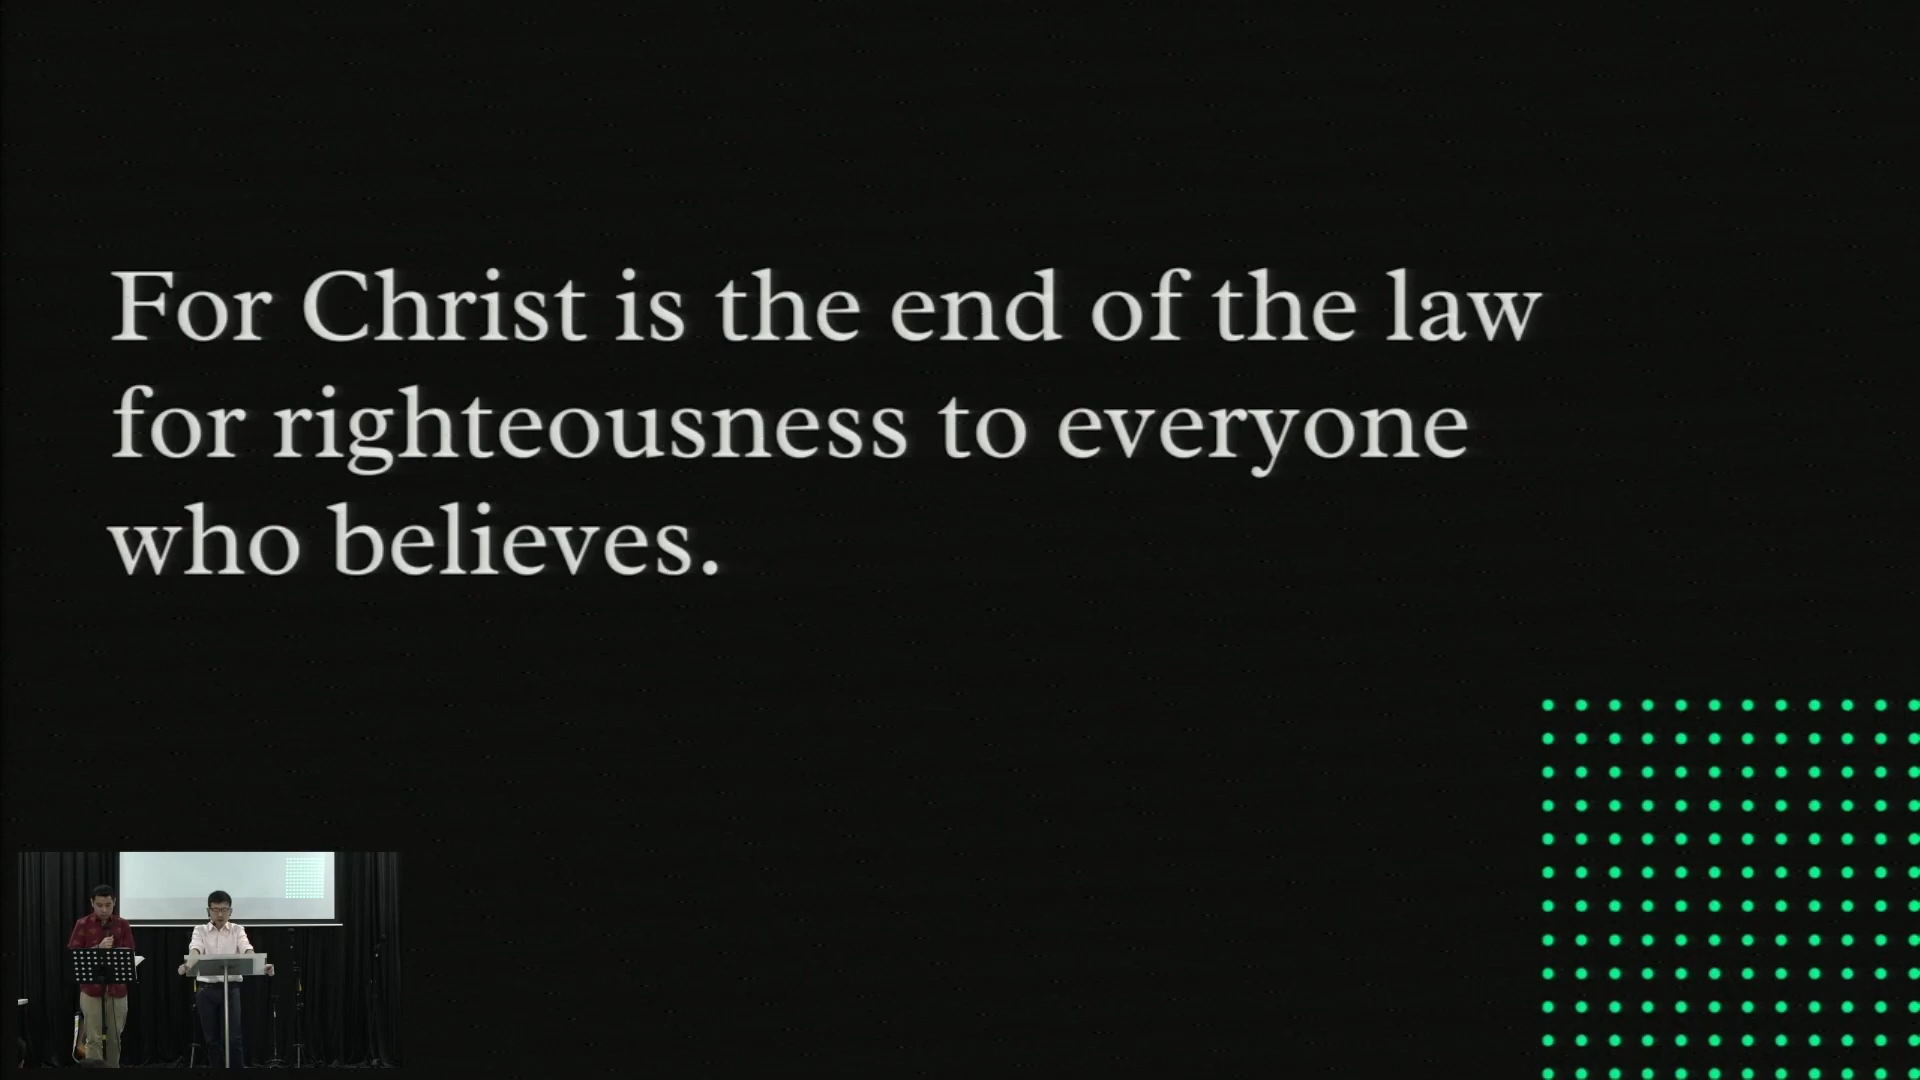 For Christ is the end of the law
for righteousness to everyone
who believes.